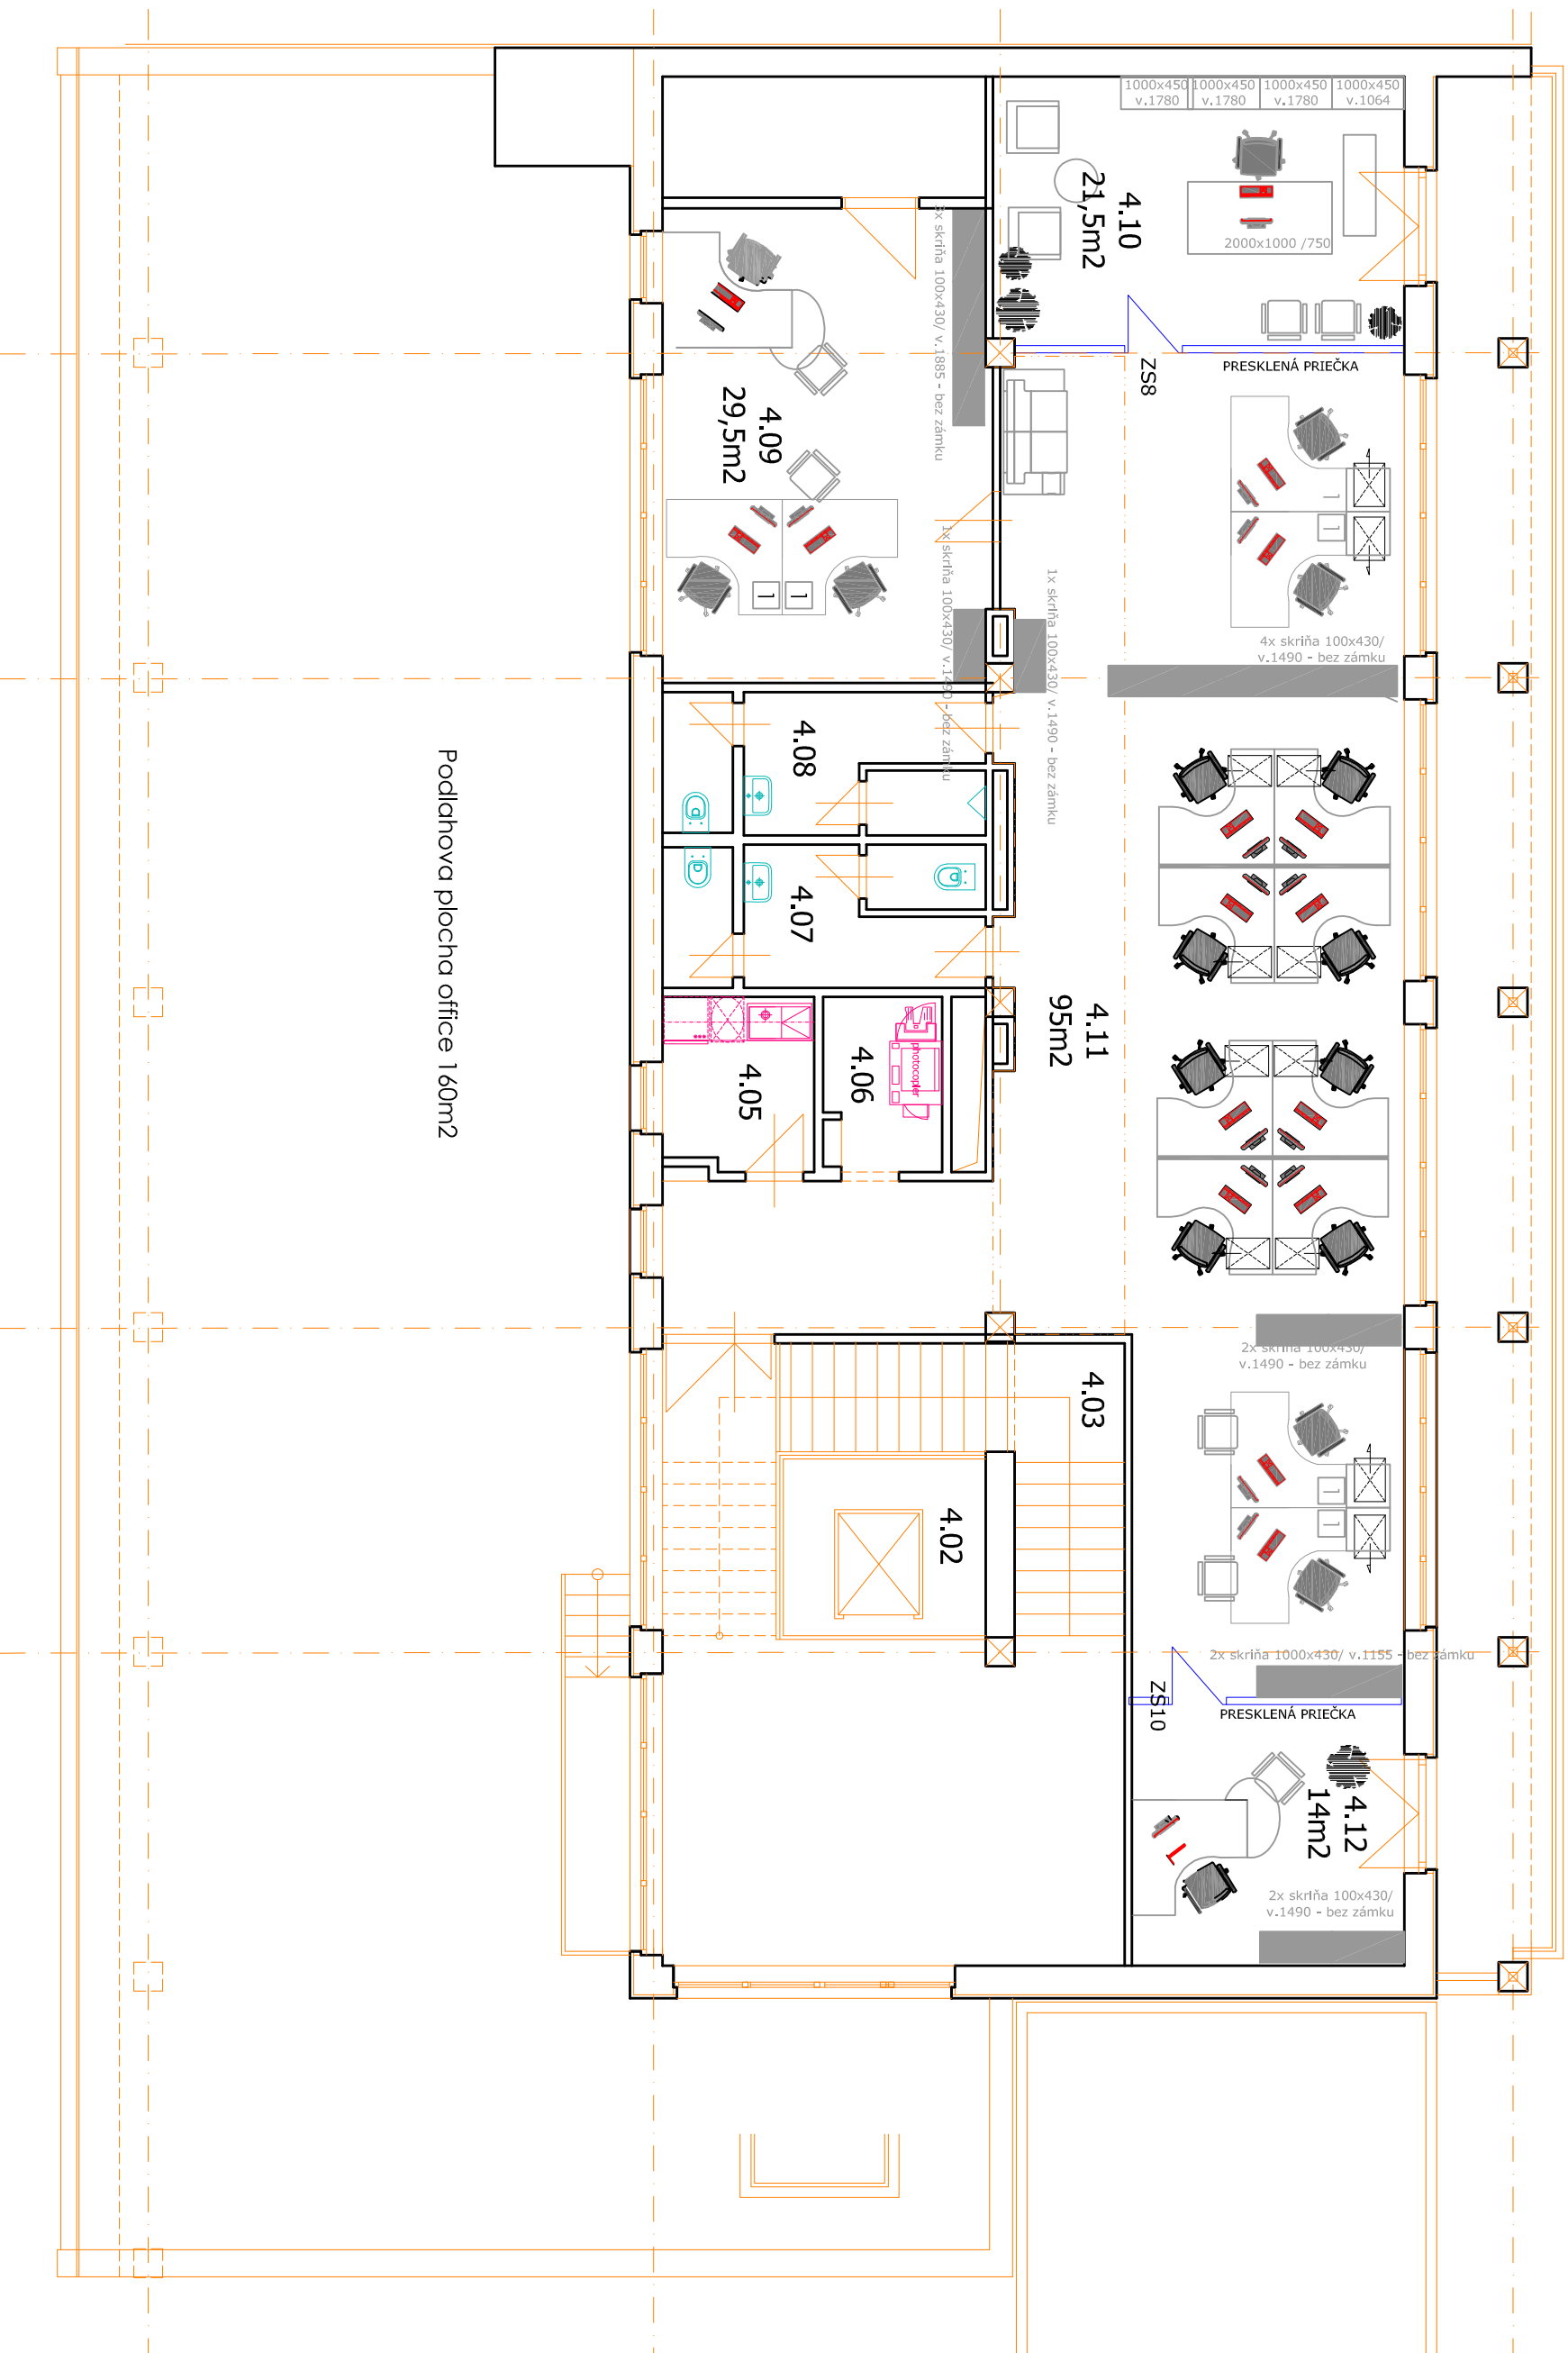 1000x450
v.1780
1000x450
v.1780
1000x450
v.1780
1000x450
v.1064
4.10
21,5m2
2000x1000 /750
3x skriňa 100x430/ v.1885 - bez zámku
ZS8
PRESKLENÁ PRIEČKA
4.09
29,5m2
1x skriňa 100x430/ v.1490 - bez zámku
1x skriňa 100x430/ v.1490 - bez zámku
4x skriňa 100x430/
v.1490 - bez zámku
4.08
4.07
Podlahova plocha office 160m2
4.11
95m2
4.06
photocopier
4.05
2x skriňa 100x430/
v.1490 - bez zámku
4.03
4.02
2x skriňa 1000x430/ v.1155 - bez zámku
ZS10
PRESKLENÁ PRIEČKA
4.12
14m2
2x skriňa 100x430/
v.1490 - bez zámku